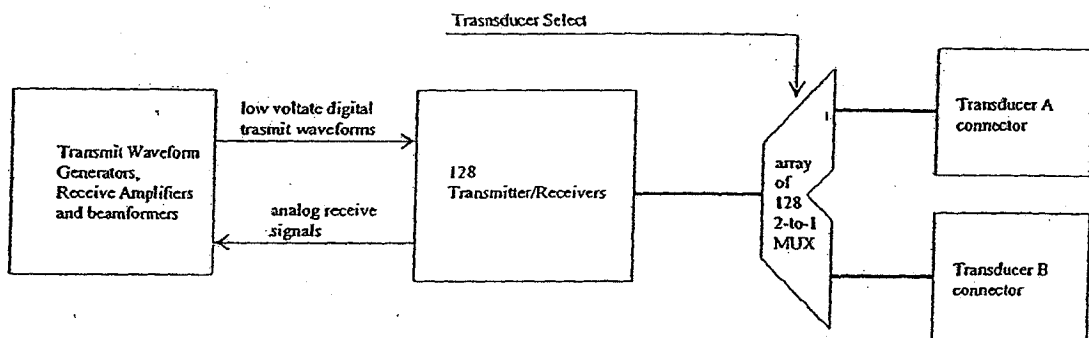 Trasnsducer Select
low voltate digital
trasmit waveforms
Transmit Waveform
Generators,
Receive Amplifiers
and beamformers
analog receive
signals
128
Transmitter/Receivers
array
of
128
2-to-1
MUX
Transducer A
connector
Transducer B
connector